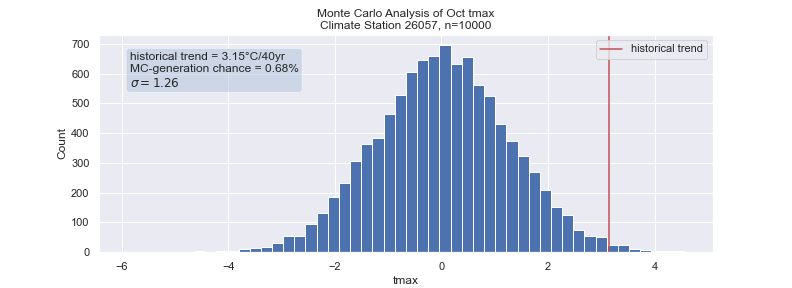 Monte Carlo Analysis of Oct tmax
Climate Station 26057, n=10000
historical trend = 3.15°C/40yr
MC-generation chance = 0.68%
σ = 1.26
historical trend
700
600
500
400
300
200
100
0
Count
−6
−4
−2
0
2
4
tmax